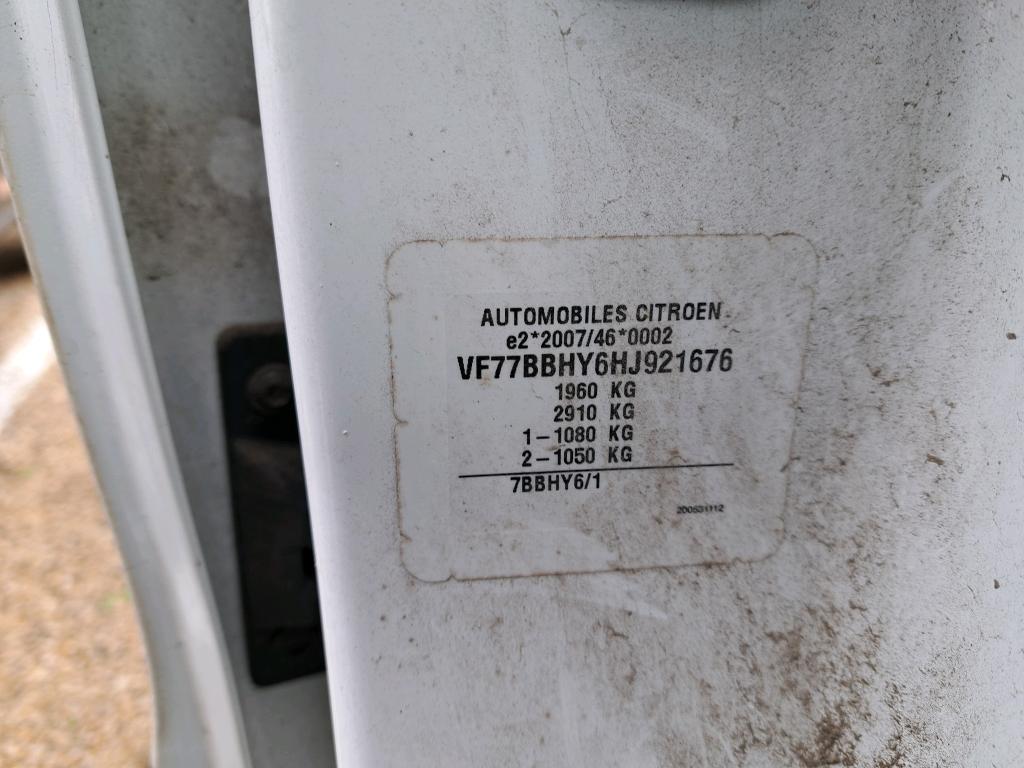 AUTOMOBILES CITROEN
e2*2007/46*0002
VF77BBHY6HJ921676
1960 KG
2910 KG
1-1080 KG
2-1050 KG
7BBHY6/1
200531112